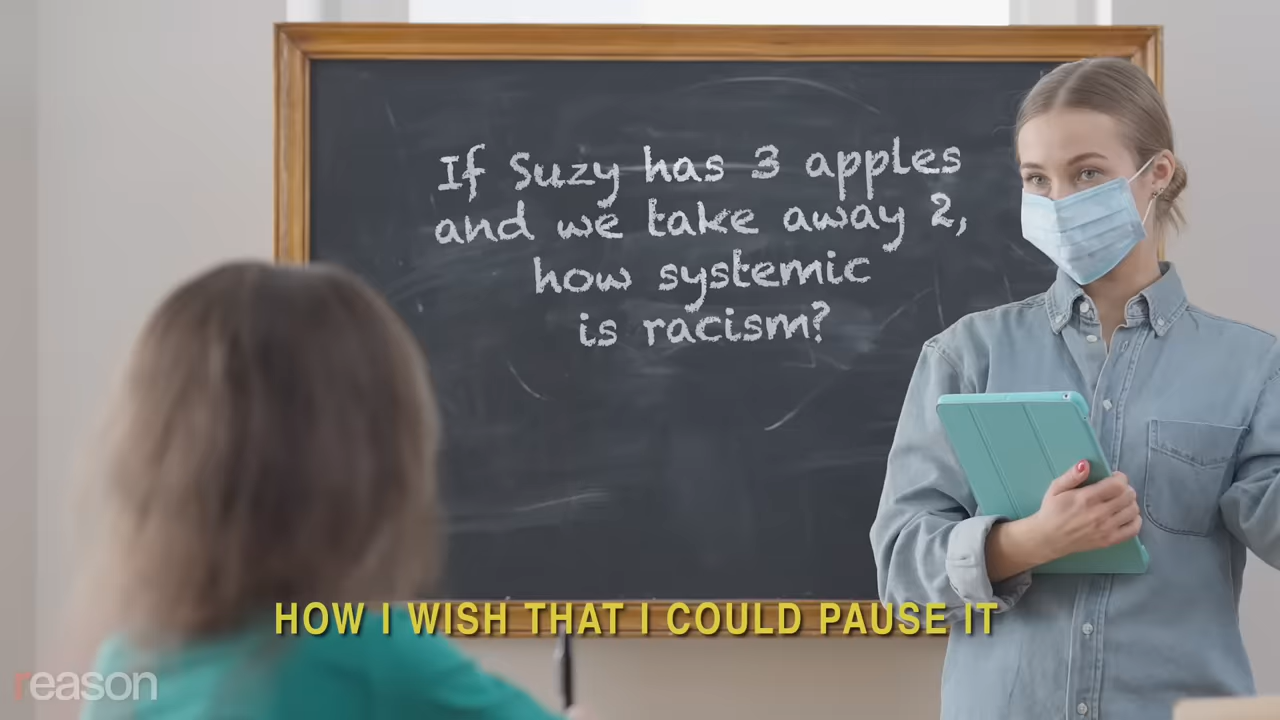 If Suzy has 3 apples
and we take away 2,
how systemic
is racism?
HOW I WISH THAT I COULD PAUSE IT
reason